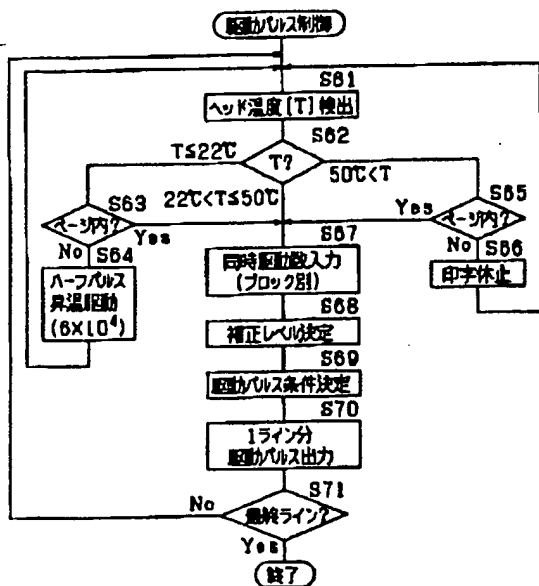 駆動パルス制御
S61
ヘッド温度[T]検出
S62
T≦22℃
T?
50℃<T
22℃<T≦50℃
S63
ページ内?
Yes
No
S64
ハーフパルス
昇温駆動
(6×10⁴)
S65
ページ内?
Yes
No
S66
印字休止
S67
同時駆動数入力
(ブロック別)
S68
補正レベル決定
S69
駆動パルス条件決定
S70
1ライン分
駆動パルス出力
S71
最終ライン?
No
Yes
終了